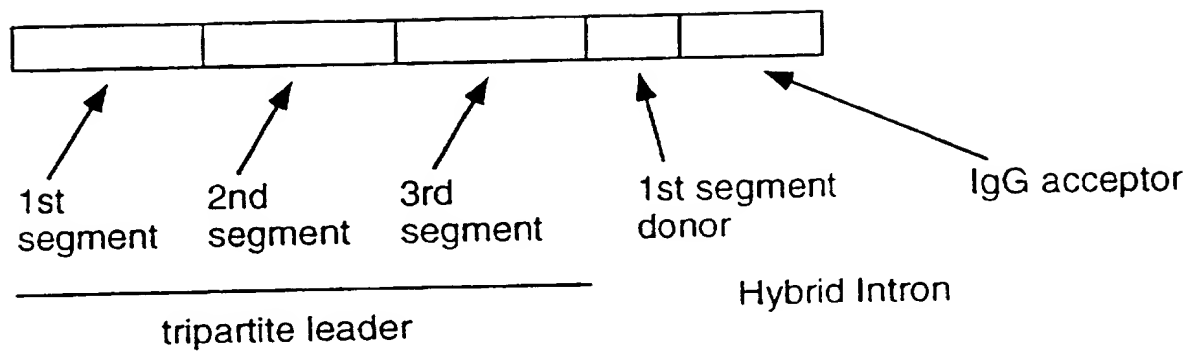 1st
segment
2nd
segment
3rd
segment
1st segment
donor
IgG acceptor
tripartite leader
Hybrid Intron